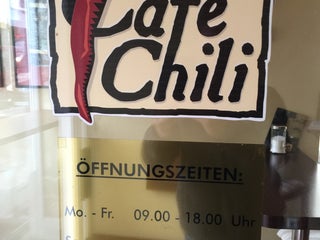 Cafe
Chili
ÖFFNUNGSZEITEN:
Mo. - Fr. 09.00 - 18.00 Uhr